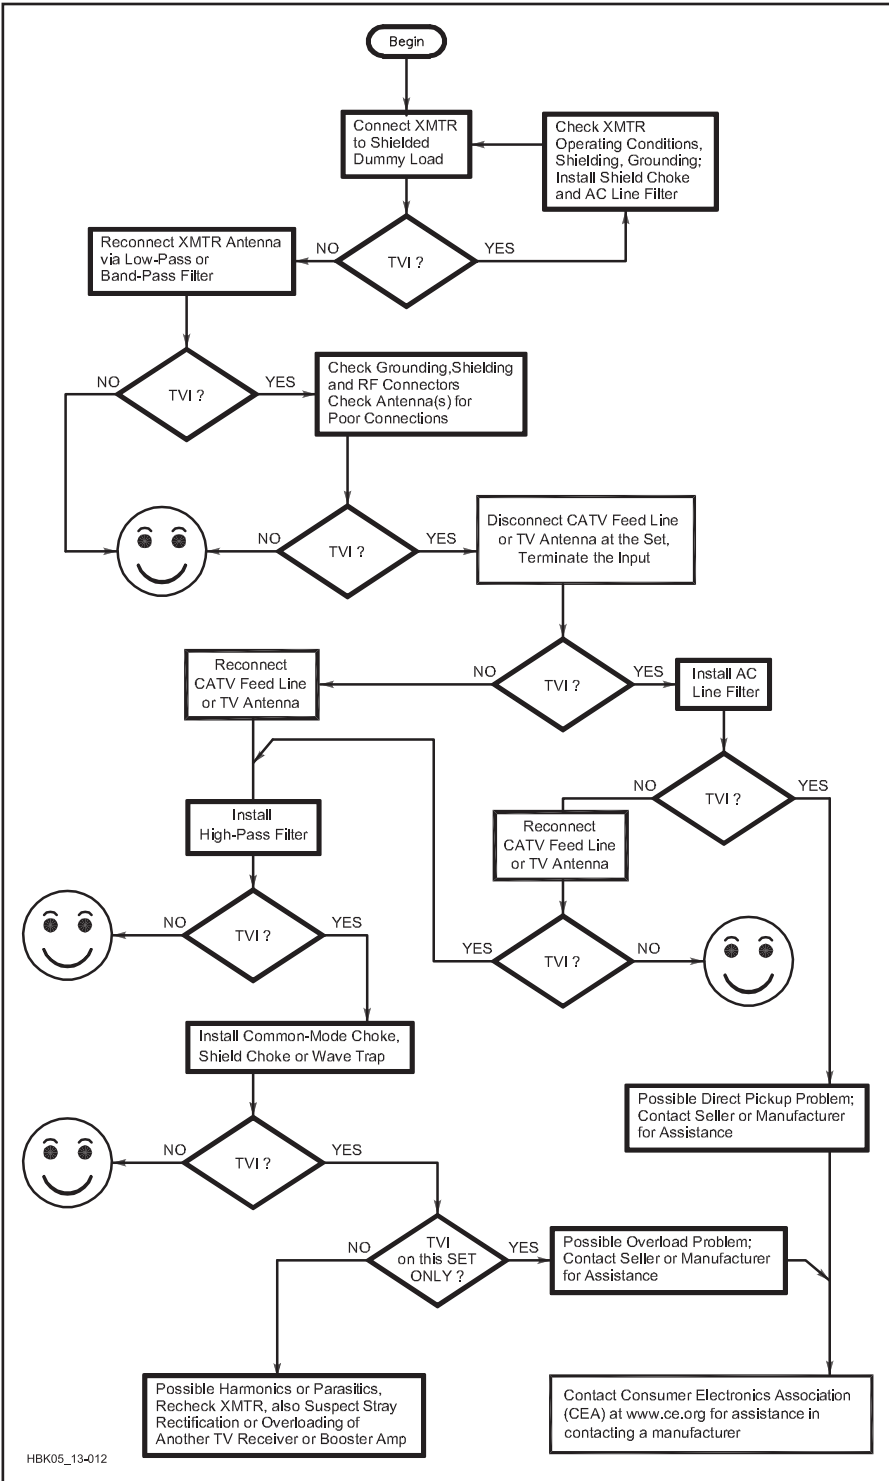 Begin
Connect XMTR
to Shielded
Dummy Load
Check XMTR
Operating Conditions,
Shielding, Grounding;
Install Shield Choke
and AC Line Filter
Reconnect XMTR Antenna
via Low-Pass or
Band-Pass Filter
NO
TVI ?
YES
NO
TVI ?
YES
Check Grounding,Shielding
and RF Connectors
Check Antenna(s) for
Poor Connections
NO
TVI ?
YES
Disconnect CATV Feed Line
or TV Antenna at the Set,
Terminate the Input
Reconnect
CATV Feed Line
or TV Antenna
NO
TVI ?
YES
Install AC
Line Filter
NO
TVI ?
YES
Install
High-Pass Filter
Reconnect
CATV Feed Line
or TV Antenna
NO
TVI ?
YES
YES
TVI ?
NO
Install Common-Mode Choke,
Shield Choke or Wave Trap
Possible Direct Pickup Problem;
Contact Seller or Manufacturer
for Assistance
NO
TVI ?
YES
NO
TVI
on this SET
ONLY ?
YES
Possible Overload Problem;
Contact Seller or Manufacturer
for Assistance
Possible Harmonics or Parasitics,
Recheck XMTR, also Suspect Stray
Rectification or Overloading of
Another TV Receiver or Booster Amp
Contact Consumer Electronics Association
(CEA) at www.ce.org for assistance in
contacting a manufacturer
HBK05_13-012